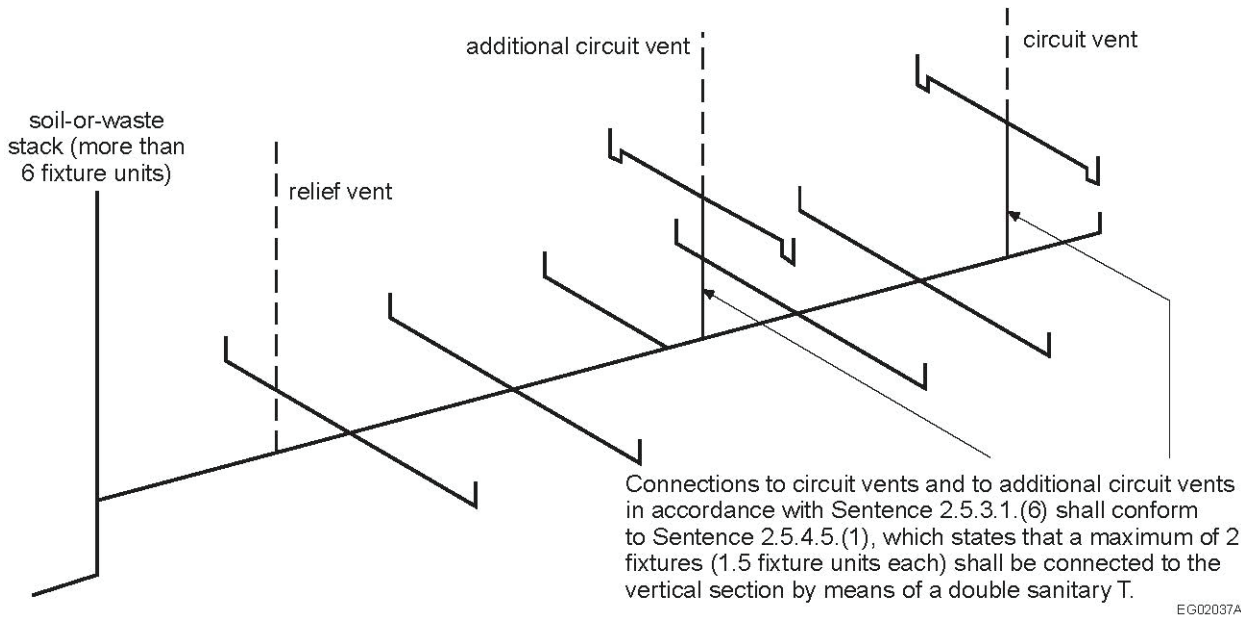 additional circuit vent
circuit vent
soil-or-waste
stack (more than
6 fixture units)
relief vent
Connections to circuit vents and to additional circuit vents
in accordance with Sentence 2.5.3.1.(6) shall conform
to Sentence 2.5.4.5.(1), which states that a maximum of 2
fixtures (1.5 fixture units each) shall be connected to the
vertical section by means of a double sanitary T.
EG02037A